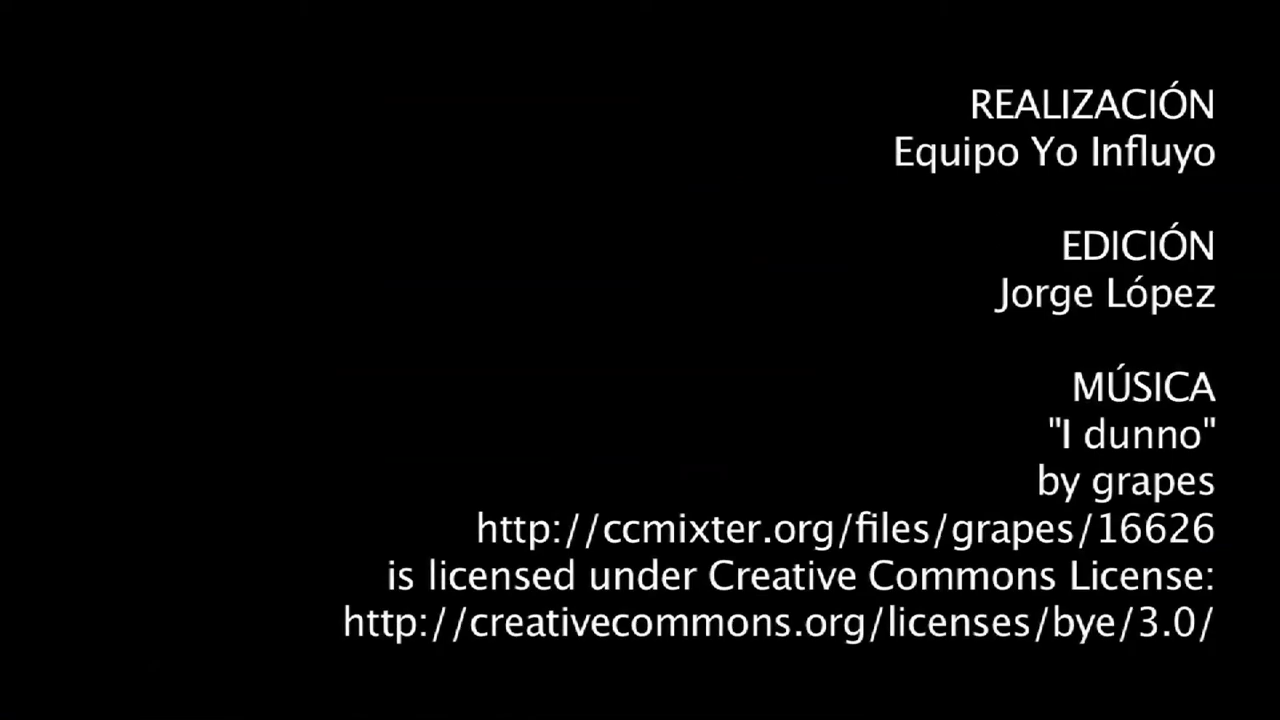 REALIZACIÓN
Equipo Yo Influyo
EDICIÓN
Jorge López
MÚSICA
"I dunno"
by grapes
http://ccmixter.org/files/grapes/16626
is licensed under Creative Commons License:
http://creativecommons.org/licenses/bye/3.0/